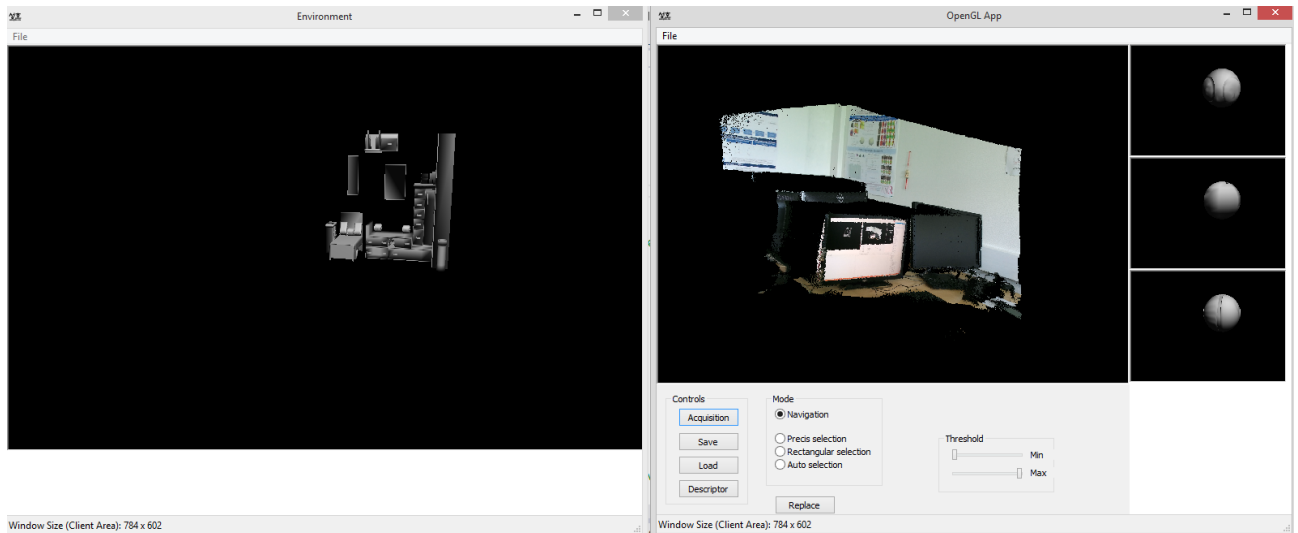 Environment
File
Window Size (Client Area): 784 x 602
OpenGL App
File
Controls
Acquisition
Save
Load
Descriptor
Mode
Navigation
Precis selection
Rectangular selection
Auto selection
Replace
Threshold
Min
Max
Window Size (Client Area): 784 x 602